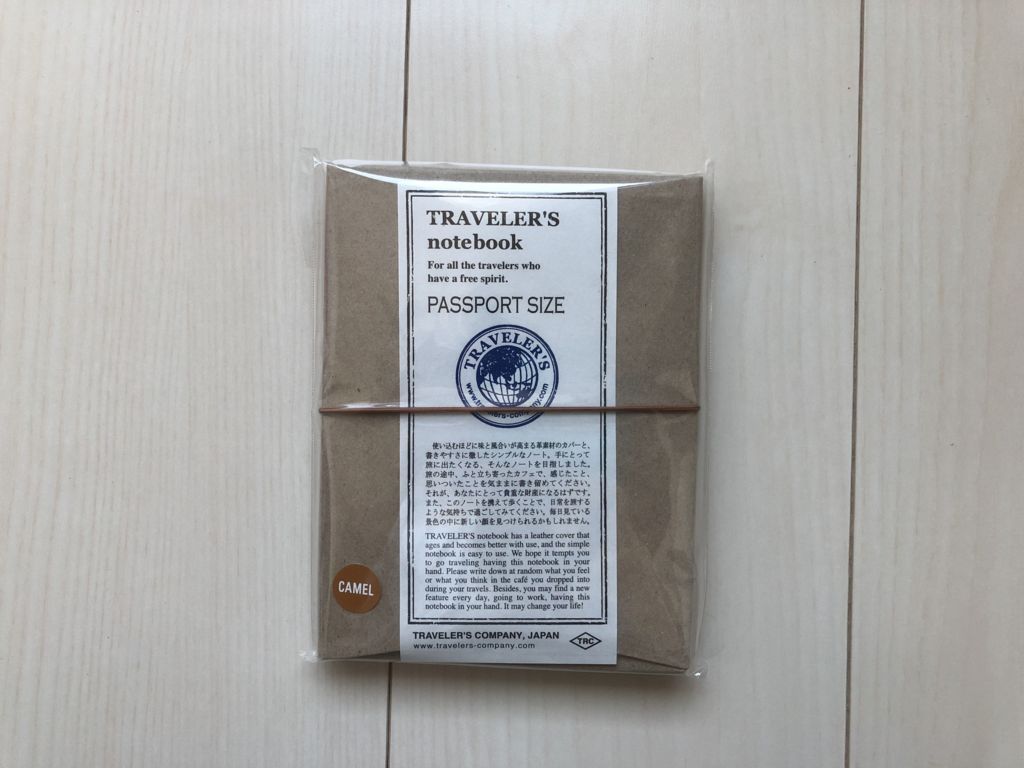 TRAVELER'S
notebook
For all the travelers who
have a free spirit.
PASSPORT SIZE
TRAVELER'S
使い込むほどに味と風合いが高まる革素材のカバーと、
書きやすさに徹したシンプルなノート。手にとって
旅に出たくなる、そんなノートを目指しました。
旅の途中、ふと立ち寄ったカフェで、感じたこと、
思いついたことを気ままに書き留めてください。
それが、あなたにとって貴重な財産になるはずです。
また、このノートを携えて歩くことで、日常を旅する
ような気持ちで過ごしてみてください。毎日見ている
景色の中に新しい顔を見つけられるかもしれません。
TRAVELER'S notebook has a leather cover that
ages and becomes better with use, and the simple
notebook is easy to use. We hope it tempts you
to go traveling having this notebook in your
hand. Please write down at random what you feel
or what you think in the café you dropped into
during your travels. Besides, you may find a new
feature every day, going to work, having this
notebook in your hand. It may change your life!
CAMEL
TRAVELER'S COMPANY, JAPAN
www.travelers-company.com
TRC